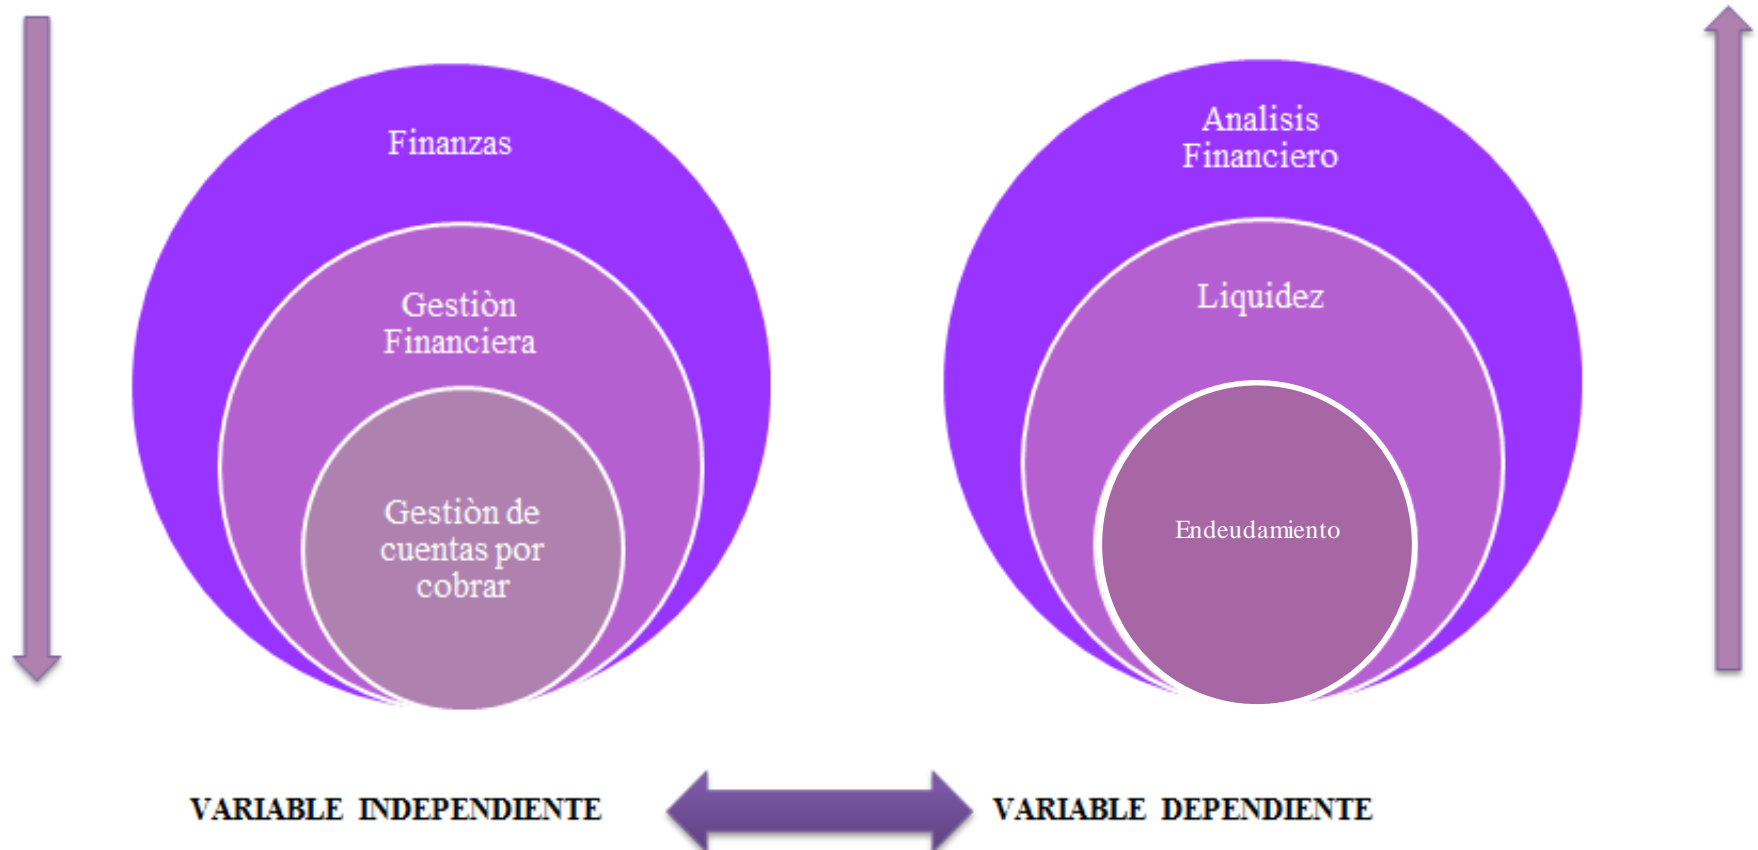 Finanzas
Gestiòn
Financiera
Gestiòn de
cuentas por
cobrar
Analisis
Financiero
Liquidez
Endeudamiento
VARIABLE INDEPENDIENTE
VARIABLE DEPENDIENTE